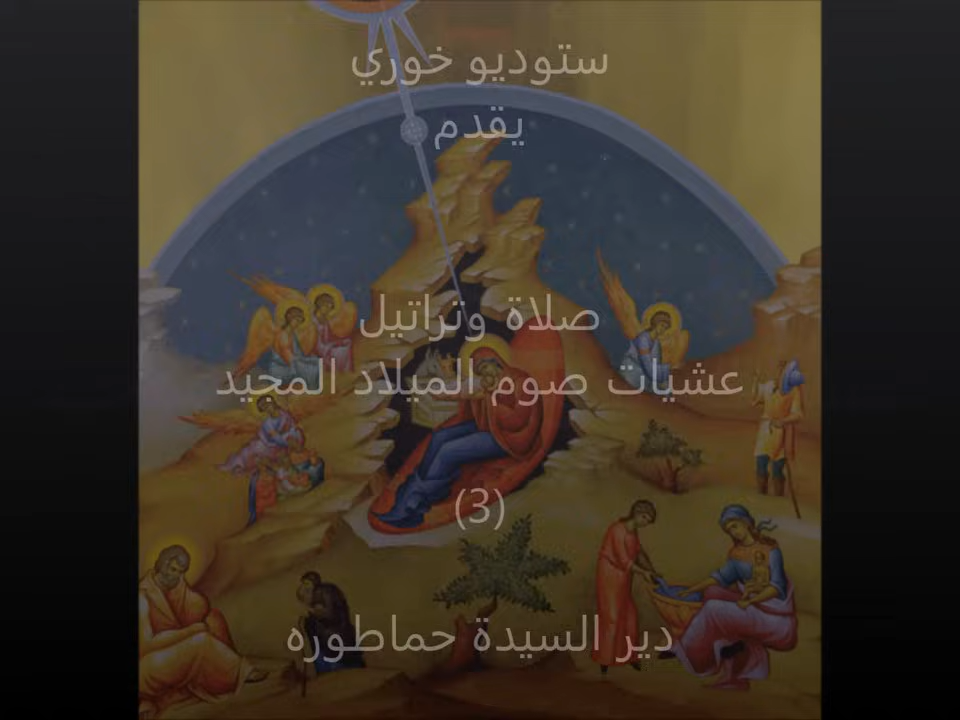 ستوديو خوري
يقدم
صلاة وتراتيل
عشيات صوم الميلاد المجيد
(3)
دير السيدة حماطوره